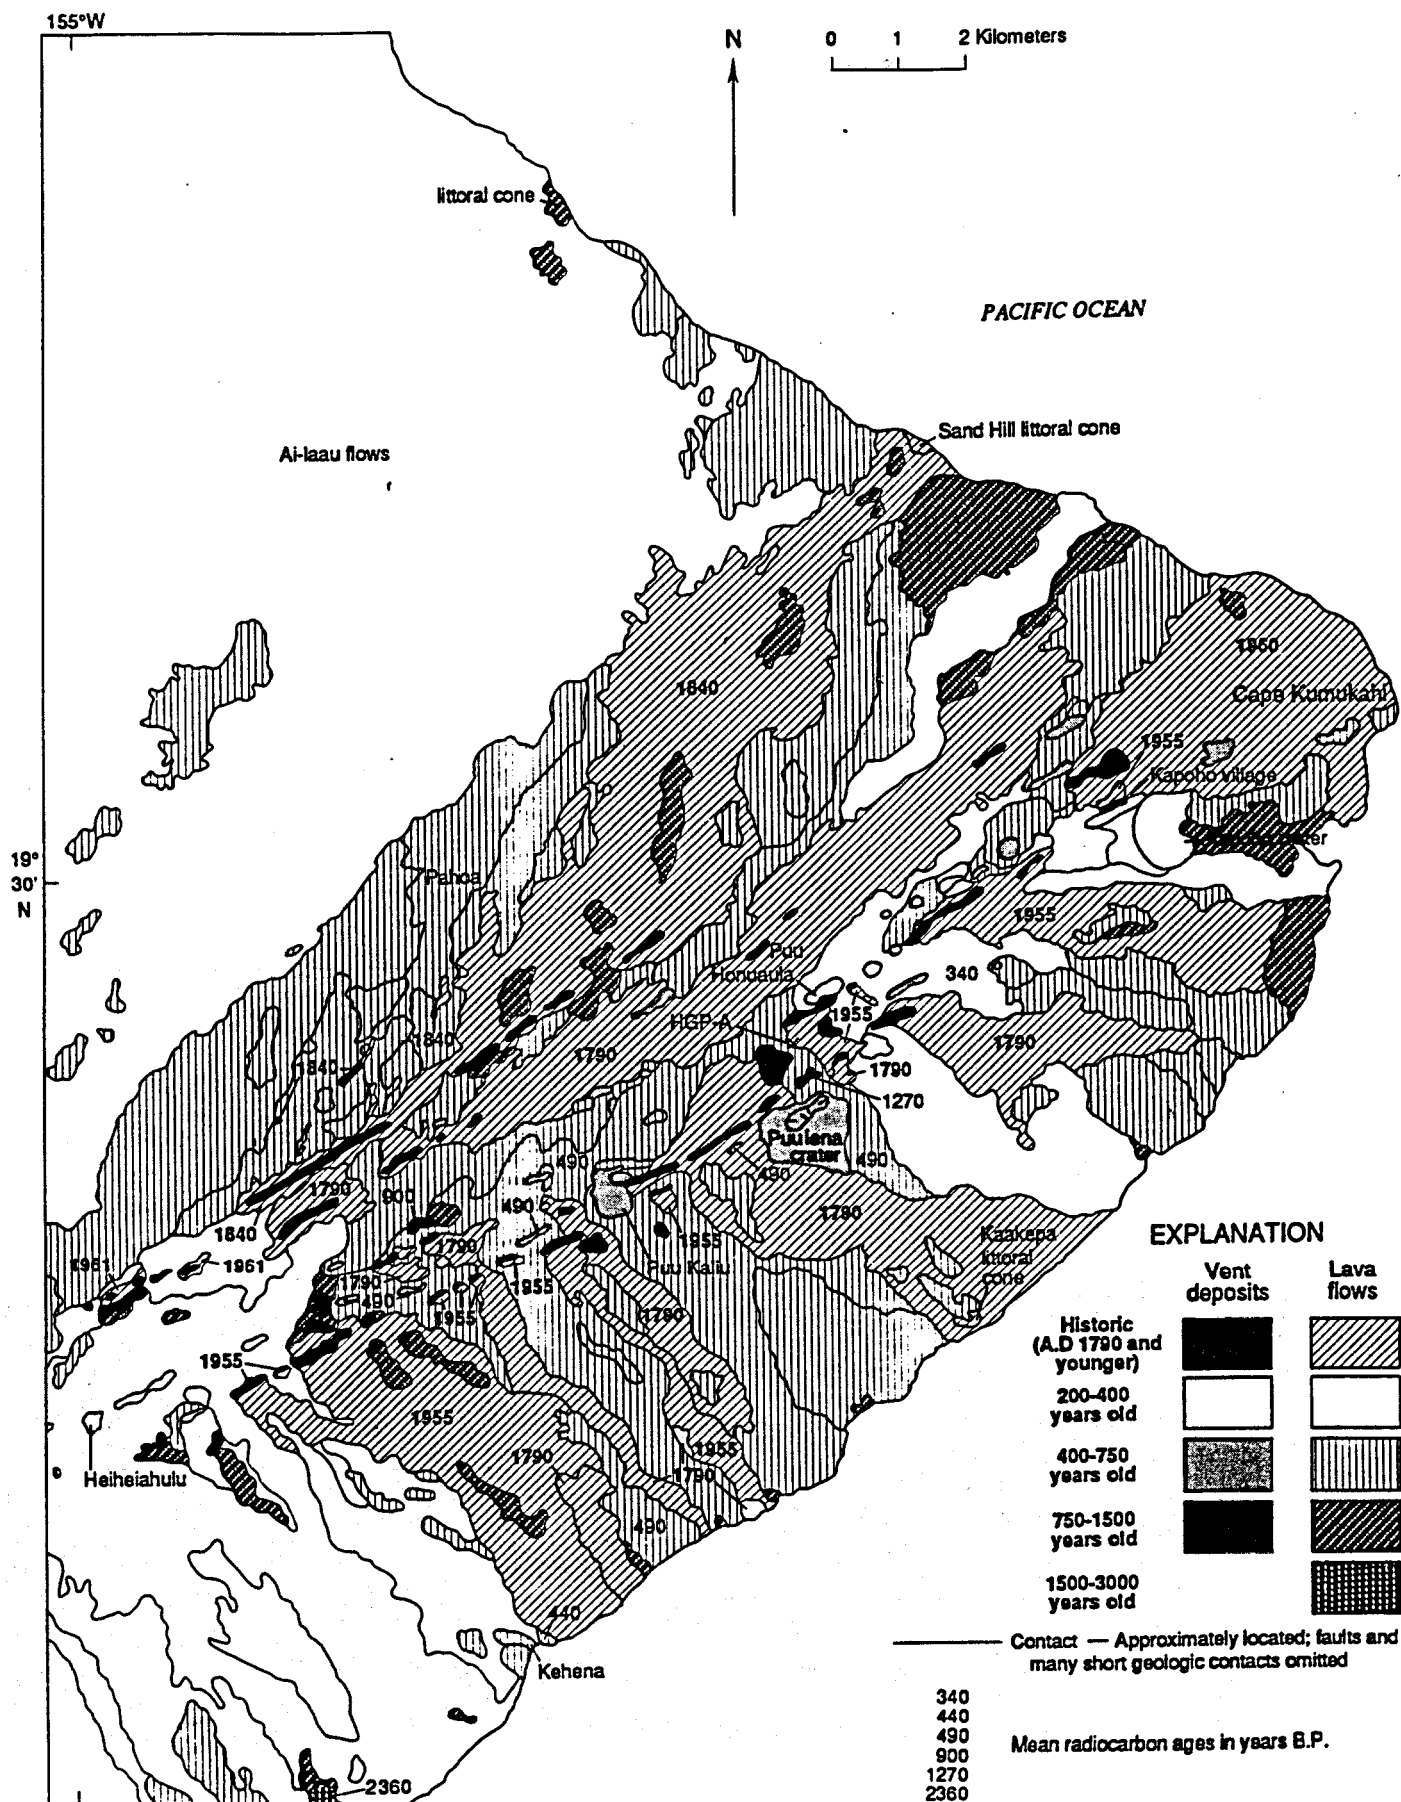 155°W
N
0 1 2 Kilometers
littoral cone
PACIFIC OCEAN
Sand Hill littoral cone
Ai-laau flows
1950
1840
Cape Kumukahi
1955
Kapoho village
19°
30'
N
Pahoa
1955
Puu
Honuaula
340
1955
HGP-A
1840
1790
1790
1840
1790
1270
Puulena
crater
490
490
490
1790
900
490
1840
1790
1790
1955
Kaakepa
littoral
cone
1961
1961
Puu Kaliu
1790
490
1955
1955
1790
1955
1955
1790
1955
1790
Heiheiahulu
490
440
Kehena
2360
EXPLANATION
Vent
deposits
Lava
flows
Historic
(A.D 1790 and
younger)
200-400
years old
400-750
years old
750-1500
years old
1500-3000
years old
Contact — Approximately located; faults and
many short geologic contacts omitted
340
440
490
900
1270
2360
Mean radiocarbon ages in years B.P.